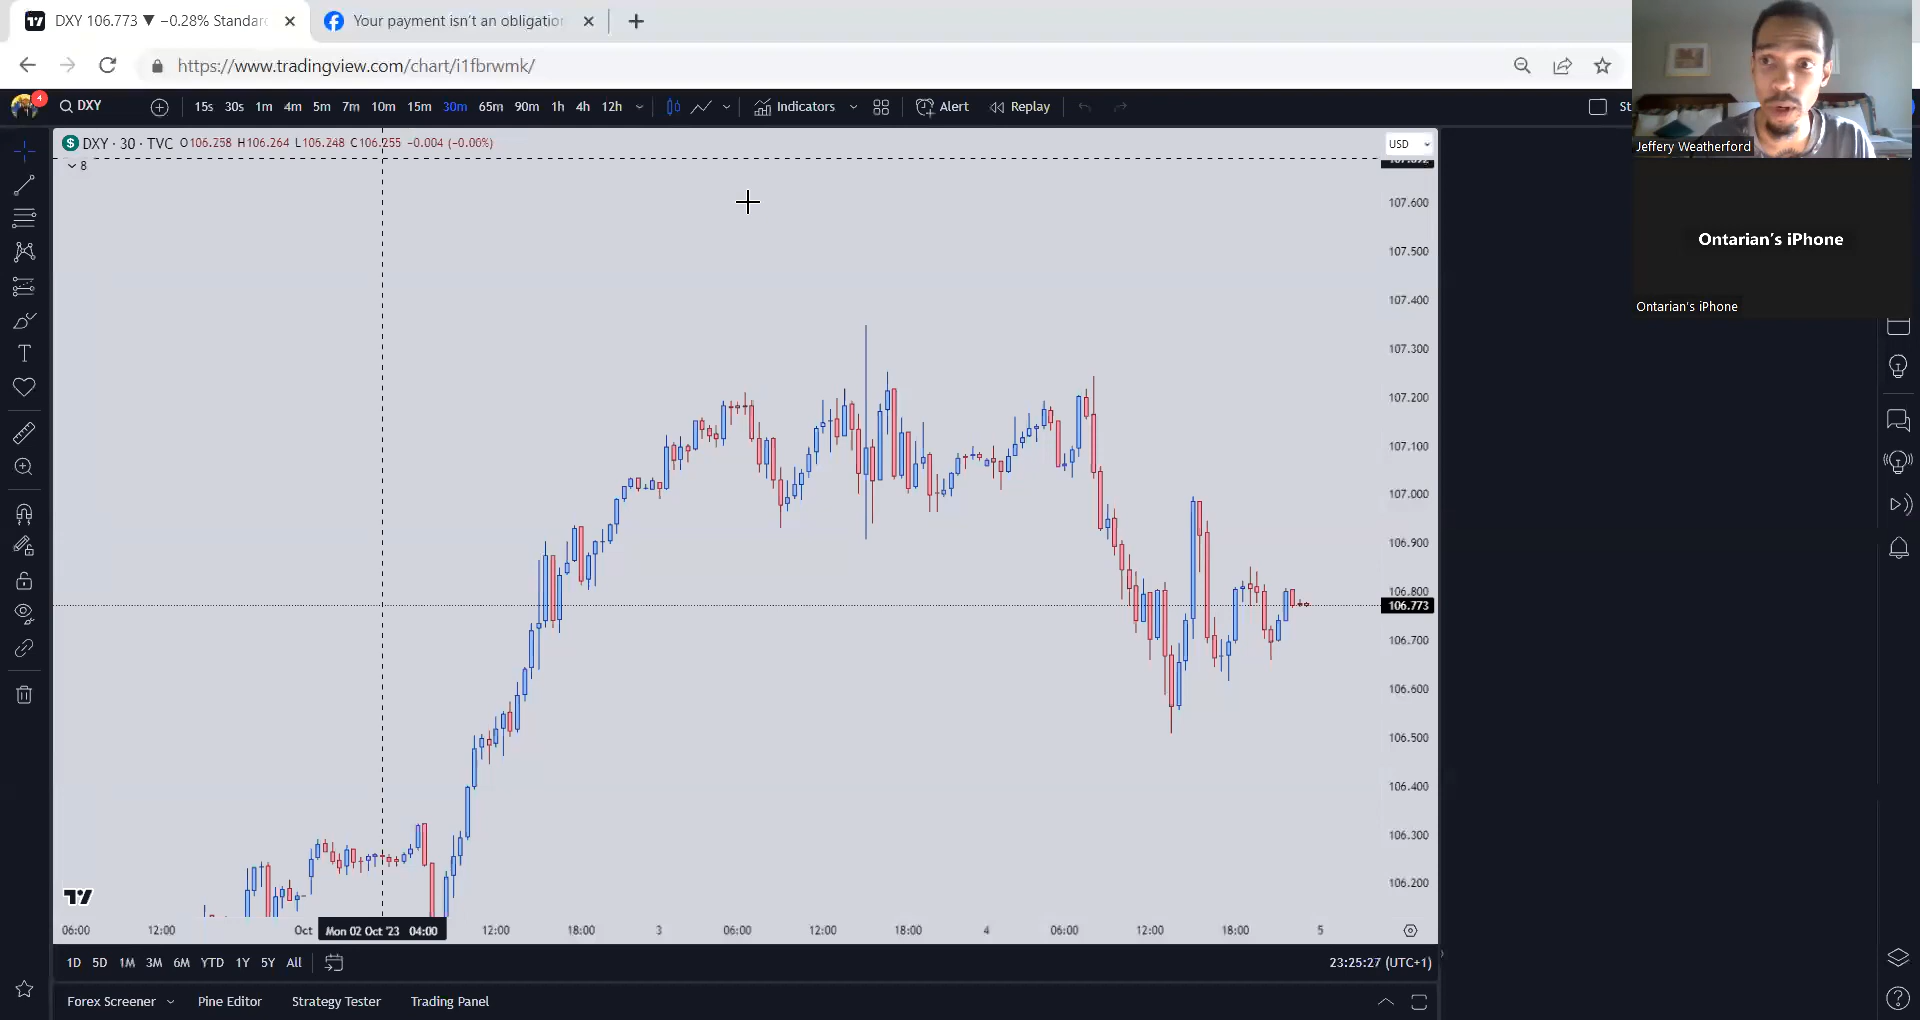 DXY 106.773 ▼ −0.28% Standard
Your payment isn't an obligation
https://www.tradingview.com/chart/i1fbrwmk/
4
DXY
15s 30s 1m 4m 5m 7m 10m 15m 30m 65m 90m 1h 4h 12h
Indicators
Alert
Replay
St
DXY · 30 · TVC O106.258 H106.264 L106.248 C106.255 −0.004 (−0.00%)
8
USD
107.600
107.500
107.400
107.300
107.200
107.100
107.000
106.900
106.800
106.773
106.700
106.600
106.500
106.400
106.300
106.200
Jeffery Weatherford
Ontarian's iPhone
Ontarian's iPhone
06:00 12:00 Oct Mon 02 Oct '23 04:00 12:00 18:00 3 06:00 12:00 18:00 4 06:00 12:00 18:00 5
1D 5D 1M 3M 6M YTD 1Y 5Y All
23:25:27 (UTC+1)
Forex Screener Pine Editor Strategy Tester Trading Panel